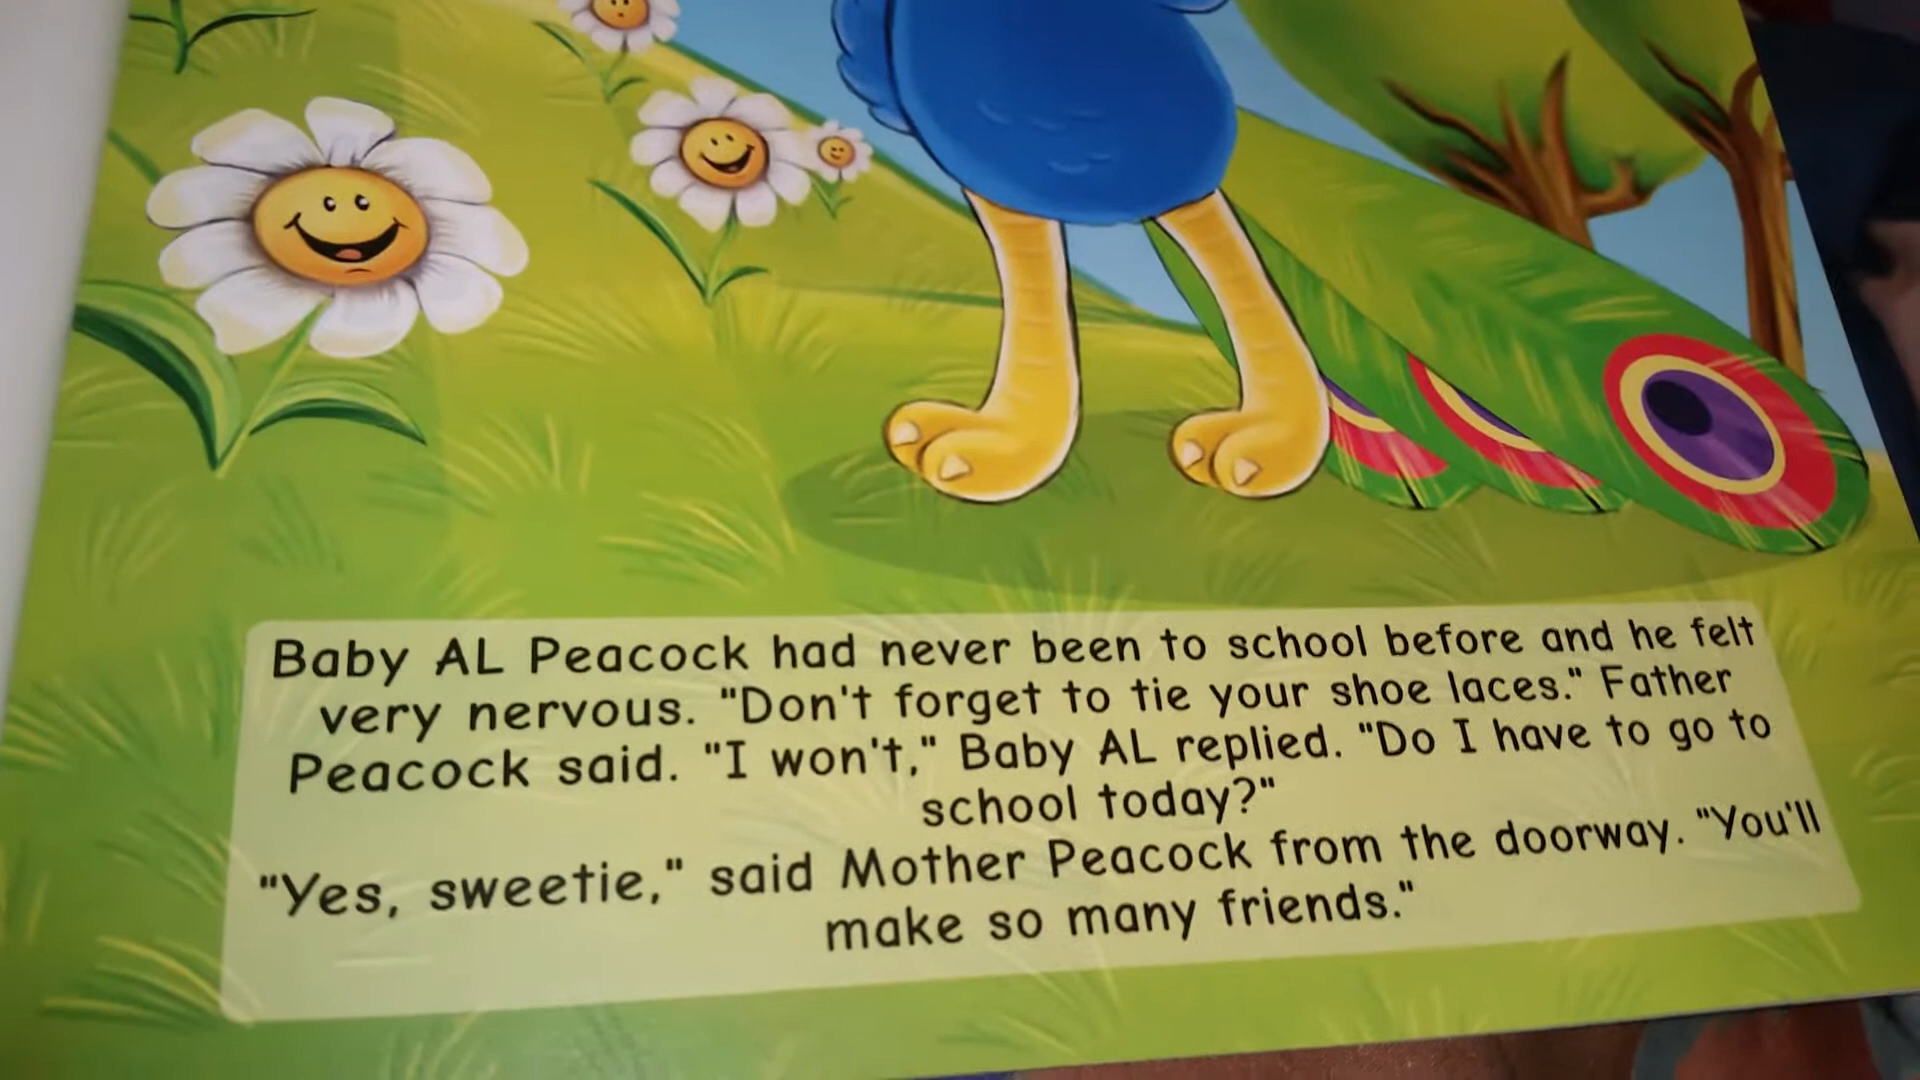 Baby AL Peacock had never been to school before and he felt
very nervous. "Don't forget to tie your shoe laces." Father
Peacock said. "I won't," Baby AL replied. "Do I have to go to
school today?"
"Yes, sweetie," said Mother Peacock from the doorway. "You'll
make so many friends."